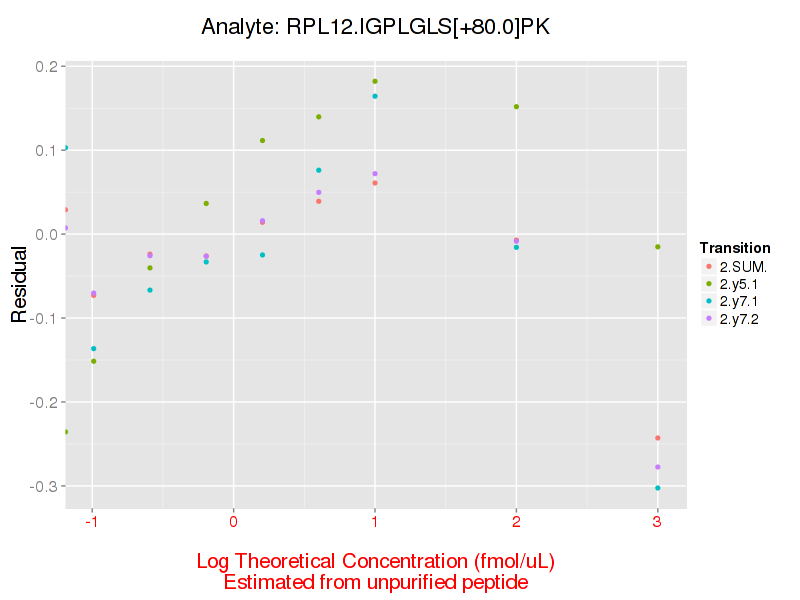 Analyte: RPL12.IGPLGLS[+80.0]PK
0.2
0.1
0.0
-0.1
-0.2
-0.3
Residual
-1 0 1 2 3
Log Theoretical Concentration (fmol/uL)
Estimated from unpurified peptide
Transition
2.SUM.
2.y5.1
2.y7.1
2.y7.2